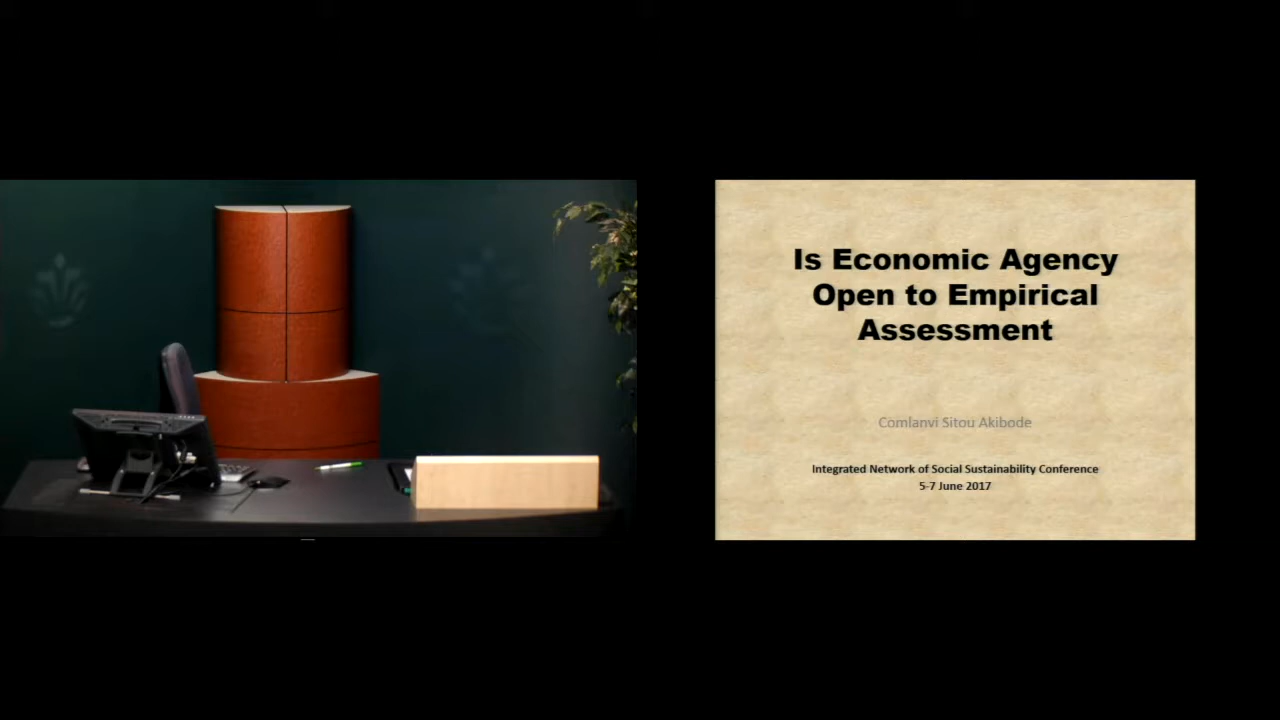 Is Economic Agency
Open to Empirical
Assessment
Comlanvi Sitou Akibode
Integrated Network of Social Sustainability Conference
5-7 June 2017